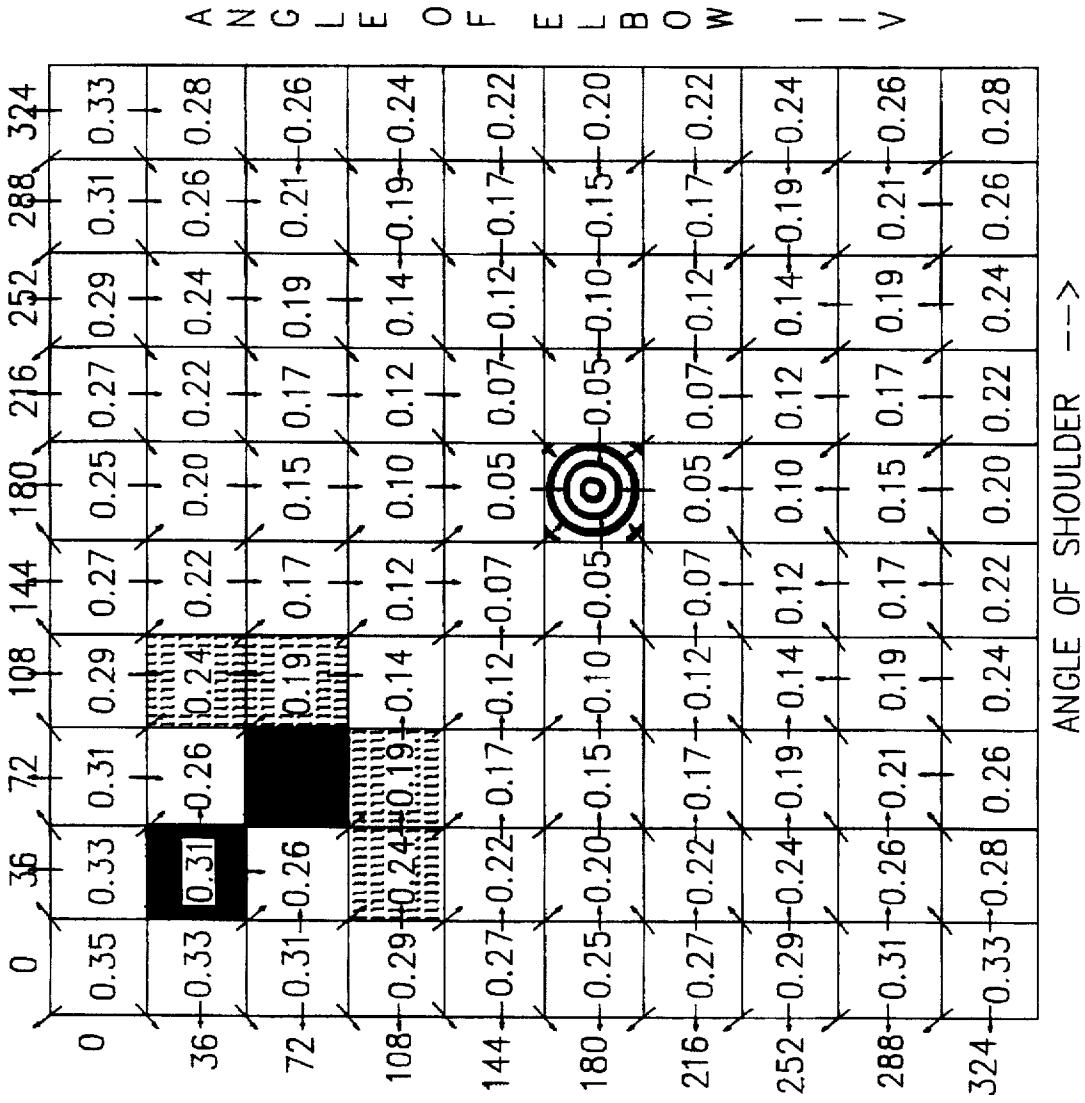 0 36 72 108 144 180 216 252 288 324
0 0.35 0.33 0.31 0.29 0.27 0.25 0.27 0.29 0.31 0.33
36 0.33 0.31 0.26 0.24 0.22 0.20 0.22 0.24 0.26 0.28
72 0.31 0.26 0.19 0.17 0.15 0.17 0.19 0.21 0.26
108 0.29 0.24 0.19 0.14 0.12 0.10 0.12 0.14 0.19 0.24
144 0.27 0.22 0.17 0.12 0.07 0.05 0.07 0.12 0.17 0.22
180 0.25 0.20 0.15 0.10 0.05 0.05 0.10 0.15 0.20
216 0.27 0.22 0.17 0.12 0.07 0.05 0.07 0.12 0.17 0.22
252 0.29 0.24 0.19 0.14 0.12 0.10 0.12 0.14 0.19 0.24
288 0.31 0.26 0.21 0.19 0.17 0.15 0.17 0.19 0.21 0.26
324 0.33 0.28 0.26 0.24 0.22 0.20 0.22 0.24 0.26 0.28
ANGLE OF ELBOW --V
ANGLE OF SHOULDER -->